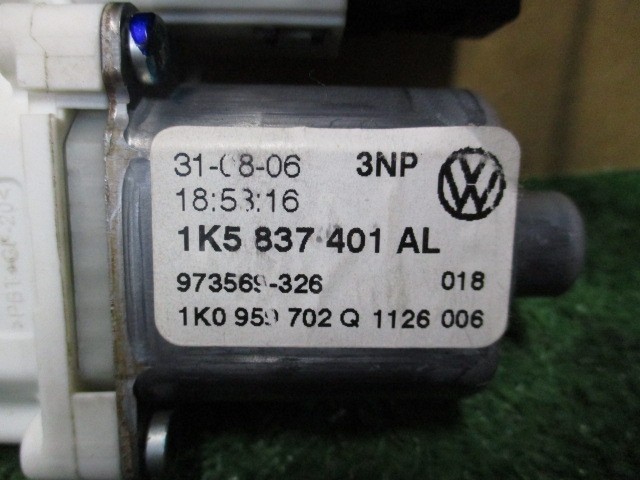 31-08-06 3NP
18:53:16
1K5 837 401 AL
973569-326 018
1K0 959 702 Q 1126 006